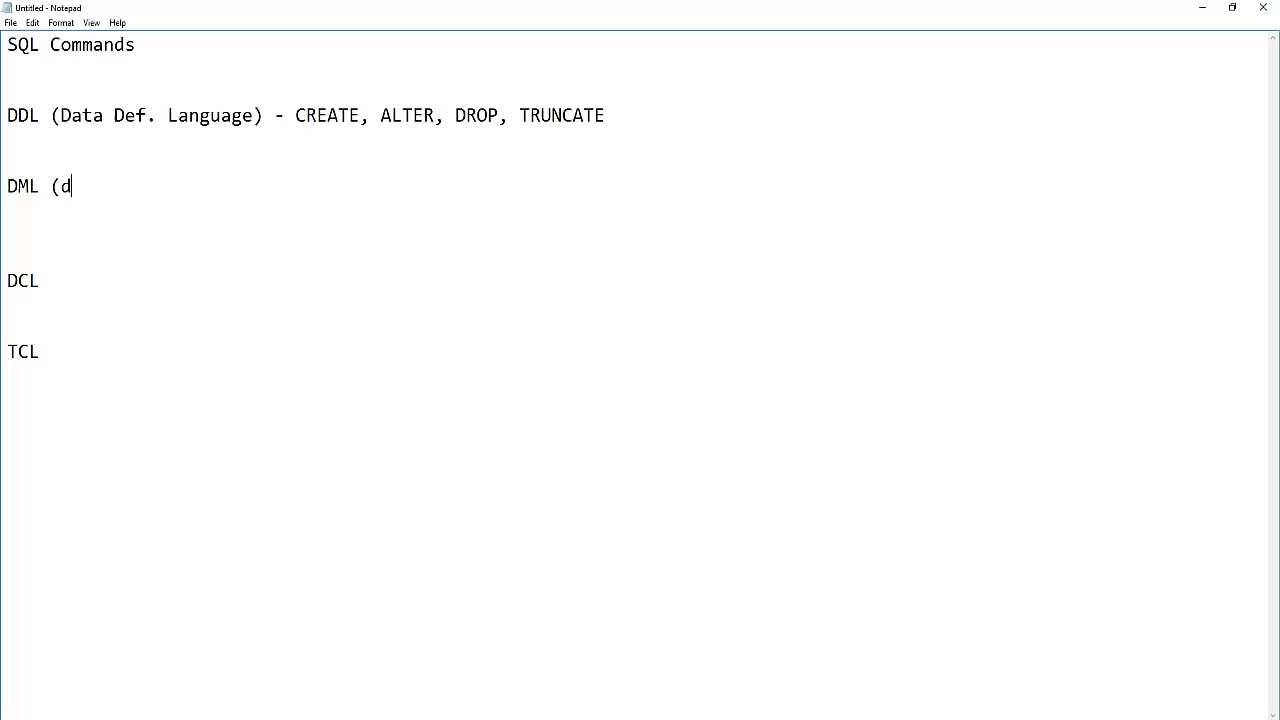 Untitled - Notepad
File Edit Format View Help
SQL Commands
DDL (Data Def. Language) - CREATE, ALTER, DROP, TRUNCATE
DML (d
DCL
TCL